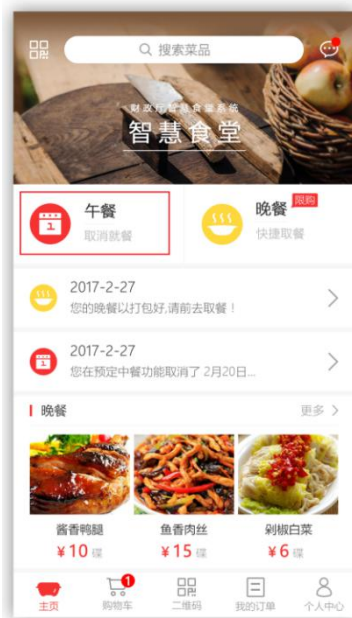 搜索菜品
财政厅智慧食堂系统
智慧食堂
午餐
取消就餐
晚餐 限购
快捷取餐
2017-2-27
您的晚餐以打包好,请前去取餐！
2017-2-27
您在预定中餐功能取消了 2月20日...
晚餐
更多
酱香鸭腿
鱼香肉丝
剁椒白菜
¥10 碟
¥15 碟
¥6 碟
1
主页
购物车
二维码
我的订单
个人中心